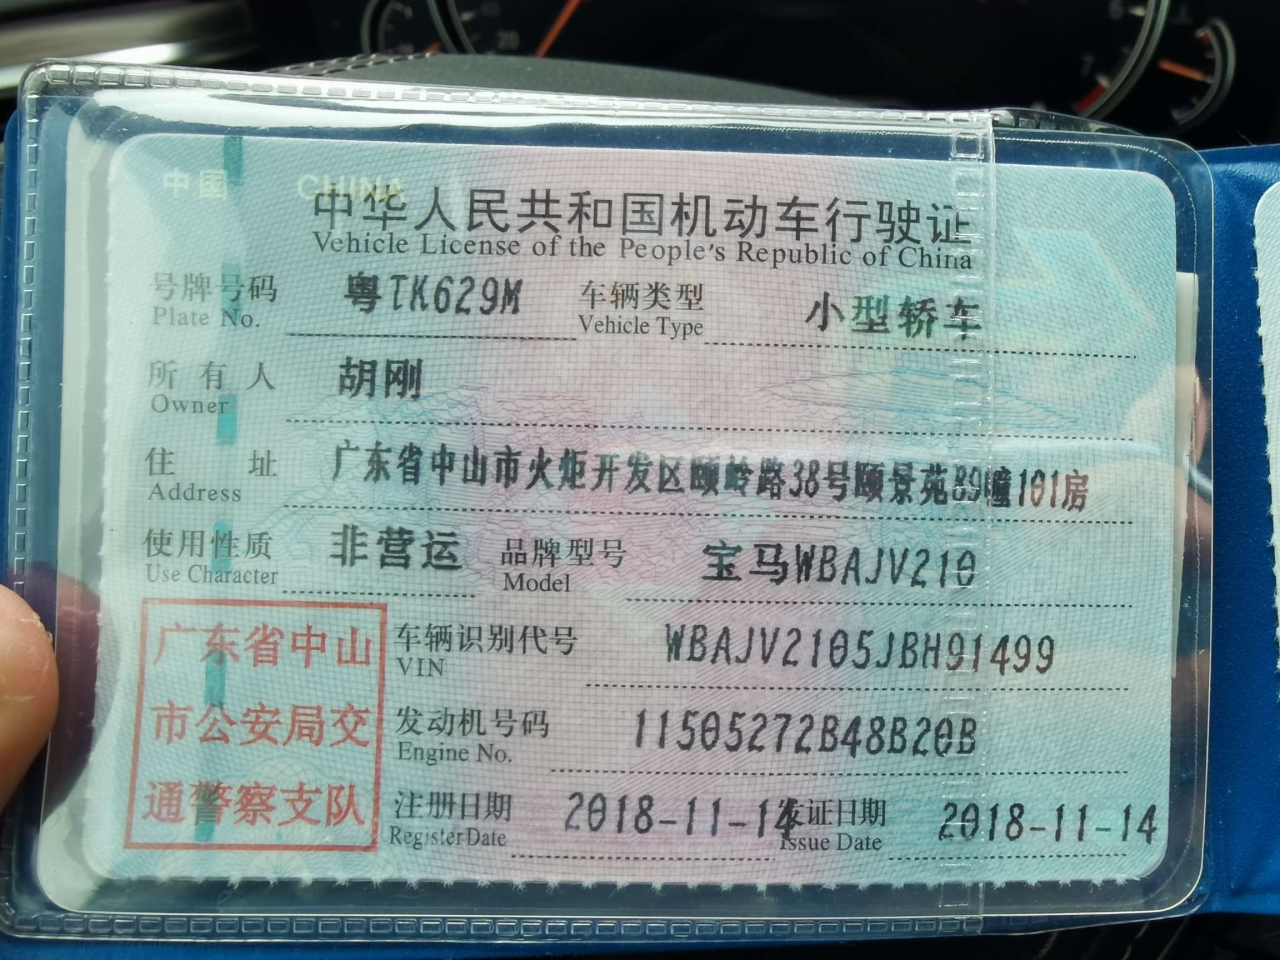 中国 CHINA
中华人民共和国机动车行驶证
Vehicle License of the People's Republic of China
号牌号码 粤TK629M 车辆类型 小型轿车
Plate No. Vehicle Type
所有人 胡刚
Owner
住址 广东省中山市火炬开发区颐岭路38号颐景苑89幢101房
Address
使用性质 非营运 品牌型号 宝马WBAJV210
Use Character Model
广东省中山
市公安局交
通警察支队
车辆识别代号 WBAJV2105JBH91499
VIN
发动机号码 11505272B48B20B
Engine No.
注册日期 2018-11-14 发证日期 2018-11-14
Register Date Issue Date